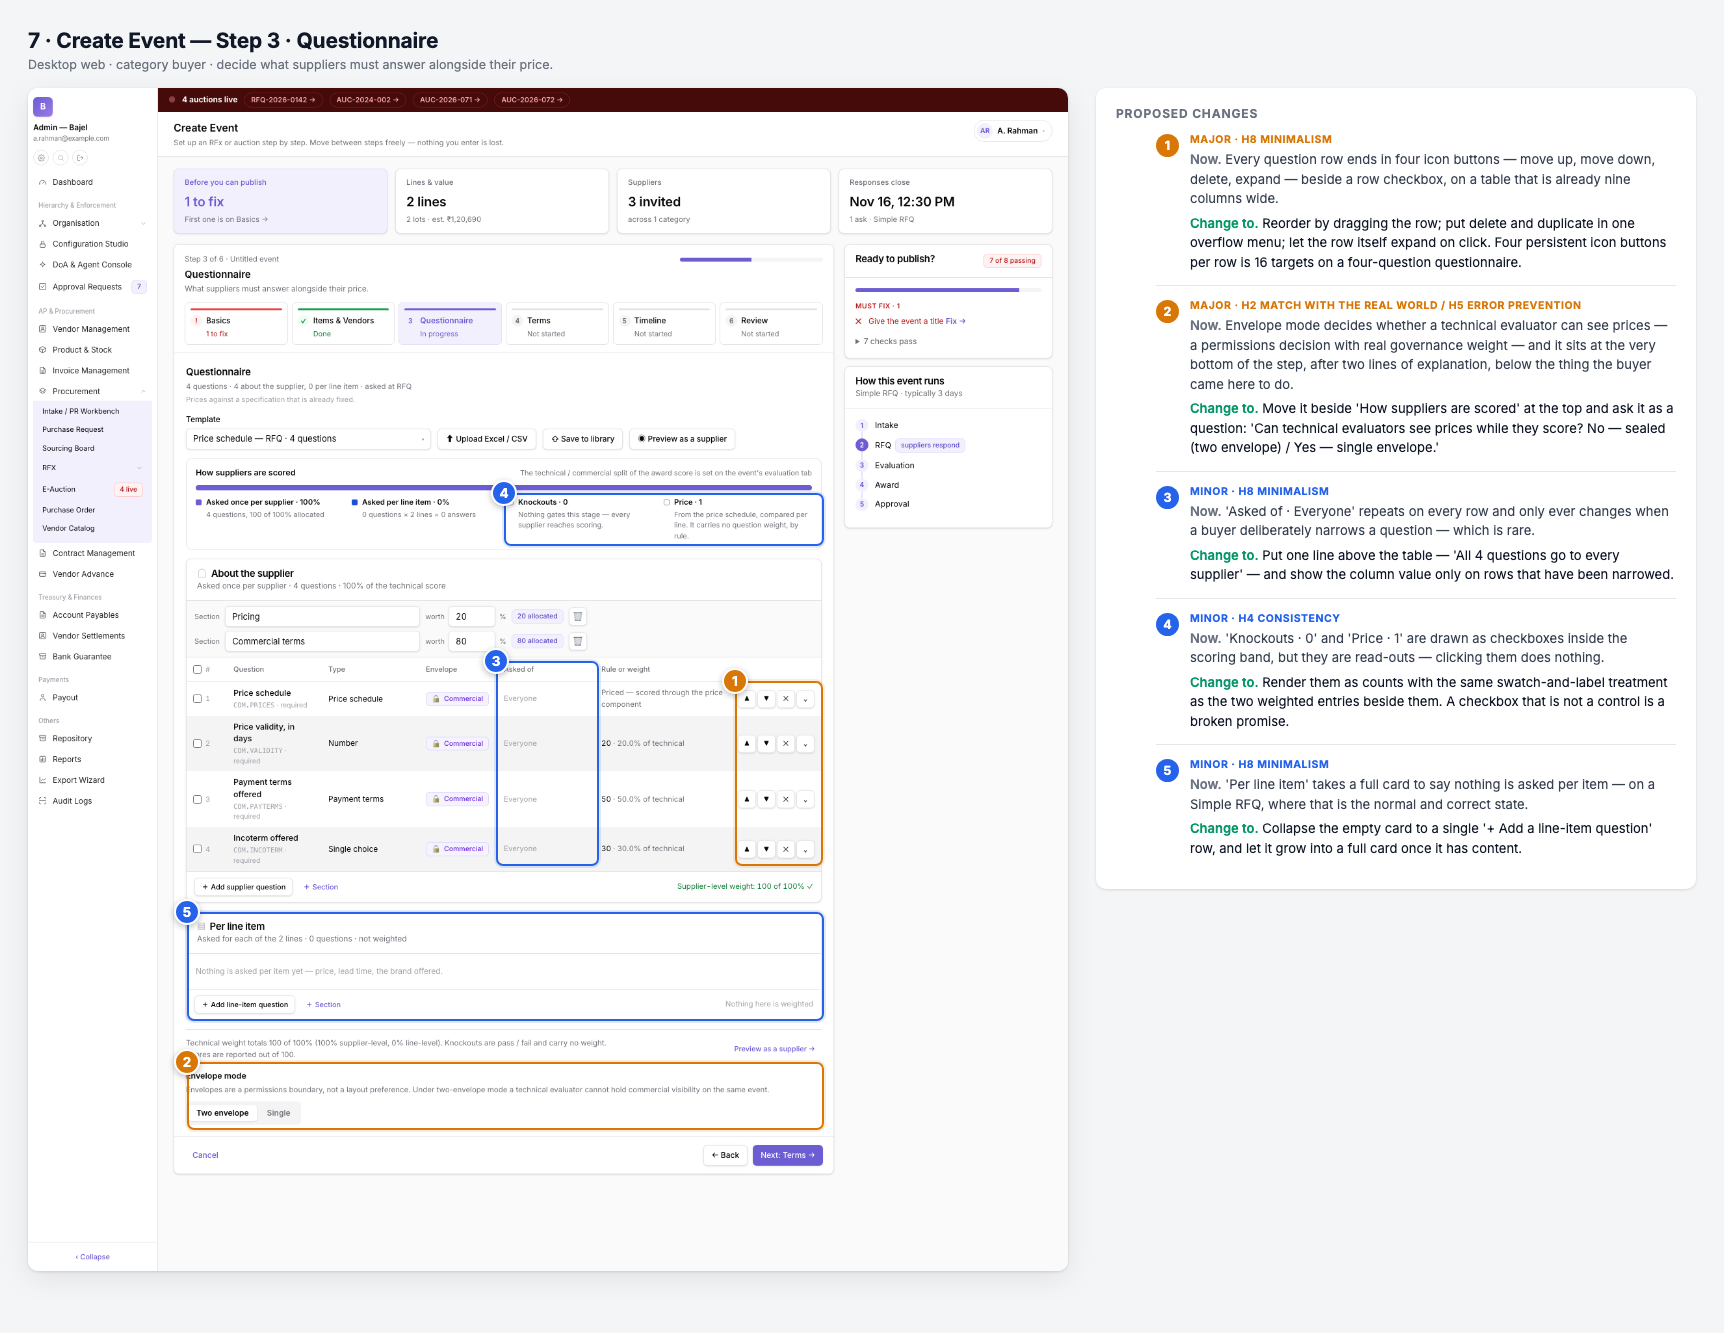 7 · Create Event — Step 3 · Questionnaire
Desktop web · category buyer · decide what suppliers must answer alongside their price.
B
Admin — Bajel
a.rahman@example.com
Dashboard
Hierarchy & Enforcement
Organisation
Configuration Studio
DoA & Agent Console
Approval Requests 7
AP & Procurement
Vendor Management
Product & Stock
Invoice Management
Procurement
Intake / PR Workbench
Purchase Request
Sourcing Board
RFX
E-Auction 4 live
Purchase Order
Vendor Catalog
Contract Management
Vendor Advance
Treasury & Finances
Account Payables
Vendor Settlements
Bank Guarantee
Payments
Payout
Others
Repository
Reports
Export Wizard
Audit Logs
‹ Collapse
4 auctions live RFQ-2026-0142 → AUC-2024-002 → AUC-2026-071 → AUC-2026-072 →
Create Event
Set up an RFx or auction step by step. Move between steps freely — nothing you enter is lost.
AR A. Rahman
Before you can publish
1 to fix
First one is on Basics →
Lines & value
2 lines
2 lots · est. ₹1,20,690
Suppliers
3 invited
across 1 category
Responses close
Nov 16, 12:30 PM
1 ask · Simple RFQ
Step 3 of 6 · Untitled event
Questionnaire
What suppliers must answer alongside their price.
! Basics
1 to fix
✓ Items & Vendors
Done
3 Questionnaire
In progress
4 Terms
Not started
5 Timeline
Not started
6 Review
Not started
Questionnaire
4 questions · 4 about the supplier, 0 per line item · asked at RFQ
Prices against a specification that is already fixed.
Template
Price schedule — RFQ · 4 questions
⬆ Upload Excel / CSV
Save to library
◉ Preview as a supplier
How suppliers are scored
The technical / commercial split of the award score is set on the event's evaluation tab
Asked once per supplier · 100%
4 questions, 100 of 100% allocated
Asked per line item · 0%
0 questions × 2 lines = 0 answers
4
Knockouts · 0
Nothing gates this stage — every
supplier reaches scoring.
Price · 1
From the price schedule, compared per
line. It carries no question weight, by
rule.
About the supplier
Asked once per supplier · 4 questions · 100% of the technical score
Section Pricing worth 20 % 20 allocated
Section Commercial terms worth 80 % 80 allocated
3
# Question Type Envelope Asked of Rule or weight
1
1 Price schedule
COM.PRICES · required
Price schedule Commercial Everyone
Priced — scored through the price
component
▲ ▼ ✕ ⌄
2 Price validity, in
days
COM.VALIDITY ·
required
Number Commercial Everyone 20 · 20.0% of technical ▲ ▼ ✕ ⌄
3 Payment terms
offered
COM.PAYTERMS ·
required
Payment terms Commercial Everyone 50 · 50.0% of technical ▲ ▼ ✕ ⌄
4 Incoterm offered
COM.INCOTERM ·
required
Single choice Commercial Everyone 30 · 30.0% of technical ▲ ▼ ✕ ⌄
+ Add supplier question + Section Supplier-level weight: 100 of 100% ✓
5
Per line item
Asked for each of the 2 lines · 0 questions · not weighted
Nothing is asked per item yet — price, lead time, the brand offered.
+ Add line-item question + Section Nothing here is weighted
Technical weight totals 100 of 100% (100% supplier-level, 0% line-level). Knockouts are pass / fail and carry no weight.
are reported out of 100.
Preview as a supplier →
2
Envelope mode
Envelopes are a permissions boundary, not a layout preference. Under two-envelope mode a technical evaluator cannot hold commercial visibility on the same event.
Two envelope Single
Cancel ← Back Next: Terms →
Ready to publish? 7 of 8 passing
MUST FIX · 1
✕ Give the event a title Fix →
▸ 7 checks pass
How this event runs
Simple RFQ · typically 3 days
1 Intake
2 RFQ suppliers respond
3 Evaluation
4 Award
5 Approval
PROPOSED CHANGES
1 MAJOR · H8 MINIMALISM
Now. Every question row ends in four icon buttons — move up, move down,
delete, expand — beside a row checkbox, on a table that is already nine
columns wide.
Change to. Reorder by dragging the row; put delete and duplicate in one
overflow menu; let the row itself expand on click. Four persistent icon buttons
per row is 16 targets on a four-question questionnaire.
2 MAJOR · H2 MATCH WITH THE REAL WORLD / H5 ERROR PREVENTION
Now. Envelope mode decides whether a technical evaluator can see prices —
a permissions decision with real governance weight — and it sits at the very
bottom of the step, after two lines of explanation, below the thing the buyer
came here to do.
Change to. Move it beside 'How suppliers are scored' at the top and ask it as a
question: 'Can technical evaluators see prices while they score? No — sealed
(two envelope) / Yes — single envelope.'
3 MINOR · H8 MINIMALISM
Now. 'Asked of · Everyone' repeats on every row and only ever changes when
a buyer deliberately narrows a question — which is rare.
Change to. Put one line above the table — 'All 4 questions go to every
supplier' — and show the column value only on rows that have been narrowed.
4 MINOR · H4 CONSISTENCY
Now. 'Knockouts · 0' and 'Price · 1' are drawn as checkboxes inside the
scoring band, but they are read-outs — clicking them does nothing.
Change to. Render them as counts with the same swatch-and-label treatment
as the two weighted entries beside them. A checkbox that is not a control is a
broken promise.
5 MINOR · H8 MINIMALISM
Now. 'Per line item' takes a full card to say nothing is asked per item — on a
Simple RFQ, where that is the normal and correct state.
Change to. Collapse the empty card to a single '+ Add a line-item question'
row, and let it grow into a full card once it has content.